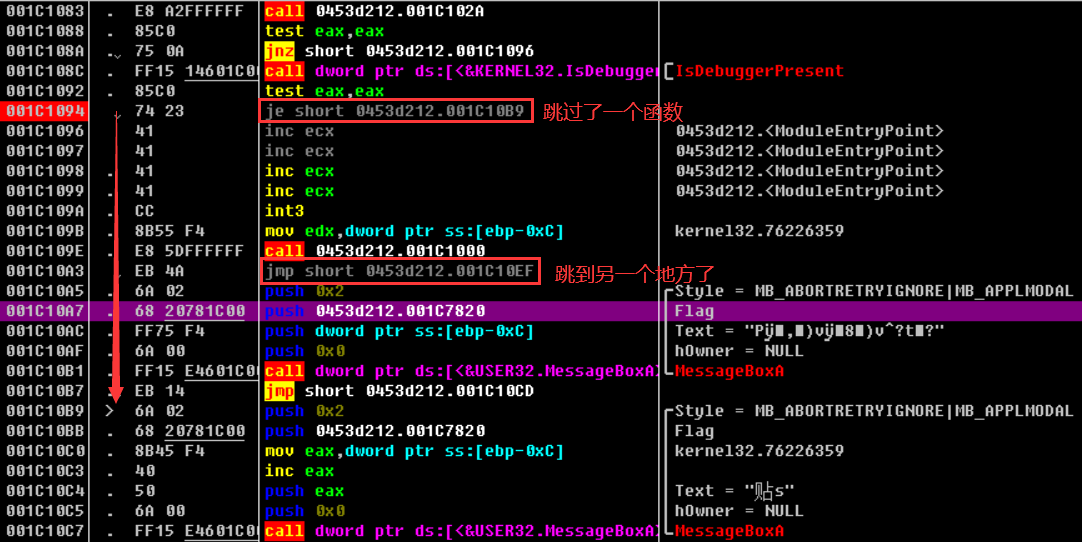 001C1083 . E8 A2FFFFFF call 0453d212.001C102A
001C1088 . 85C0 test eax,eax
001C108A . 75 0A jnz short 0453d212.001C1096
001C108C . FF15 14601C00 call dword ptr ds:[<&KERNEL32.IsDebugger [IsDebuggerPresent
001C1092 . 85C0 test eax,eax
001C1094 74 23 je short 0453d212.001C10B9 跳过了一个函数
001C1096 41 inc ecx 0453d212.<ModuleEntryPoint>
001C1097 41 inc ecx 0453d212.<ModuleEntryPoint>
001C1098 . 41 inc ecx 0453d212.<ModuleEntryPoint>
001C1099 . 41 inc ecx 0453d212.<ModuleEntryPoint>
001C109A . CC int3
001C109B . 8B55 F4 mov edx,dword ptr ss:[ebp-0xC] kernel32.76226359
001C109E . E8 5DFFFFFF call 0453d212.001C1000
001C10A3 EB 4A jmp short 0453d212.001C10EF 跳到另一个地方了
001C10A5 . 6A 02 push 0x2 Style = MB_ABORTRETRYIGNORE|MB_APPLMODAL
001C10A7 . 68 20781C00 push 0453d212.001C7820 Flag
001C10AC . FF75 F4 push dword ptr ss:[ebp-0xC] Text =
001C10AF . 6A 00 push 0x0 hOwner = NULL
001C10B1 . FF15 E4601C00 call dword ptr ds:[<&USER32.MessageBoxA> MessageBoxA
001C10B7 . EB 14 jmp short 0453d212.001C10CD
001C10B9 > 6A 02 push 0x2 Style = MB_ABORTRETRYIGNORE|MB_APPLMODAL
001C10BB . 68 20781C00 push 0453d212.001C7820 Flag
001C10C0 . 8B45 F4 mov eax,dword ptr ss:[ebp-0xC] kernel32.76226359
001C10C3 . 40 inc eax
001C10C4 . 50 push eax Text = "贴s"
001C10C5 . 6A 00 push 0x0 hOwner = NULL
001C10C7 . FF15 E4601C00 call dword ptr ds:[<&USER32.MessageBoxA> MessageBoxA